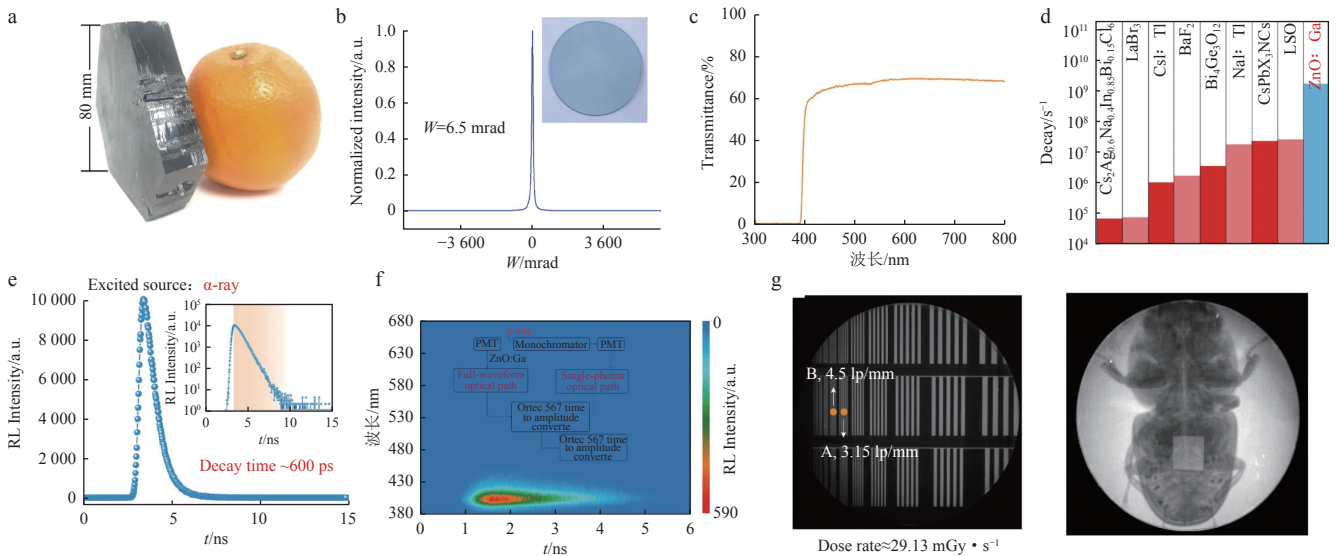 a
80 mm
b
Normalized intensity/a.u.
1.0
0.8
0.6
0.4
0.2
0
W=6.5 mrad
−3 600
0
3 600
W/mrad
c
Transmittance/%
100
80
60
40
20
0
300
400
500
600
700
800
波长/nm
d
Decay/s⁻¹
10¹¹
10¹⁰
10⁹
10⁸
10⁷
10⁶
10⁵
10⁴
Cs₂Ag₀.₆Na₀.₄In₀.₈₅Bi₀.₁₅Cl₆
LaBr₃
CsI：Tl
BaF₂
Bi₄Ge₃O₁₂
NaI：Tl
CsPbX₃NCs
LSO
ZnO：Ga
e
Excited source：α-ray
RL Intensity/a.u.
10 000
8 000
6 000
4 000
2 000
0
0
5
10
15
t/ns
RLI Intensity/a.u.
10⁵
10⁴
10³
10²
10¹
10⁰
0
5
10
15
t/ns
Decay time ~600 ps
f
波长/nm
680
630
580
530
480
430
380
α-ray
PMT
Monochromator
PMT
ZnO:Ga
Full-waveform
optical path
Single-photon
optical path
Ortec 567 time
to amplitude
converte
Ortec 567 time
to amplitude
converte
0
1
2
3
4
5
6
t/ns
0
590
RL Intensity/a.u.
g
B, 4.5 lp/mm
A, 3.15 lp/mm
Dose rate≈29.13 mGy·s⁻¹